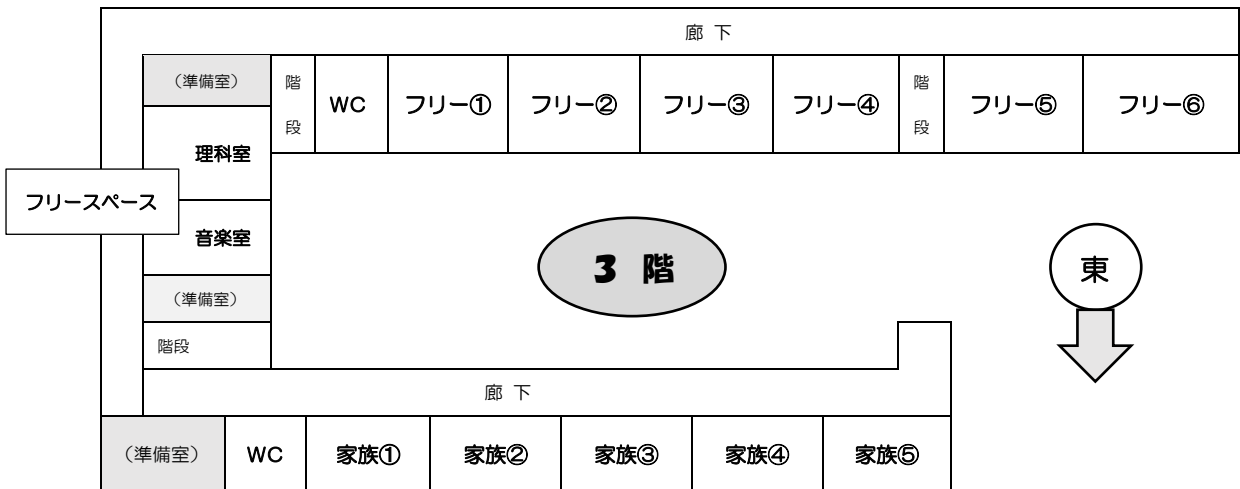 廊 下
（準備室）
階段
WC
フリー①
フリー②
フリー③
フリー④
階段
フリー⑤
フリー⑥
理科室
フリースペース
音楽室
（準備室）
階段
3 階
東
廊 下
（準備室）
WC
家族①
家族②
家族③
家族④
家族⑤